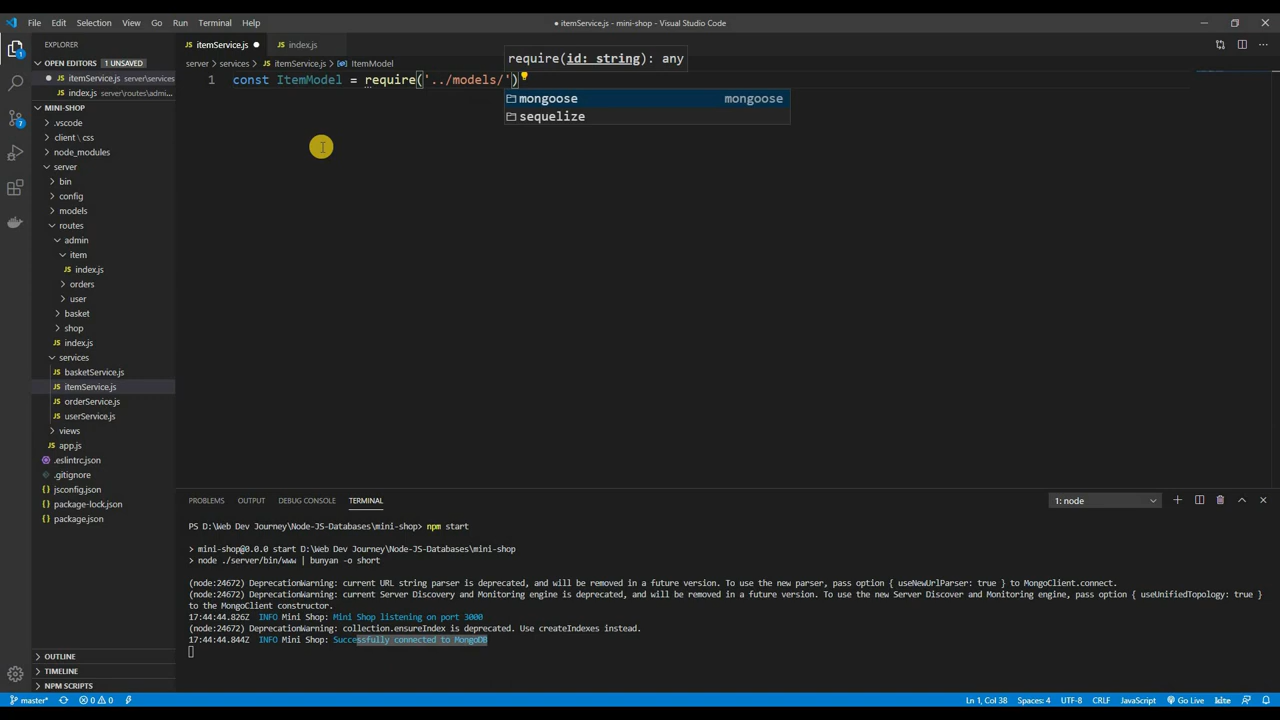 File Edit Selection View Go Run Terminal Help
● itemService.js - mini-shop - Visual Studio Code
EXPLORER
OPEN EDITORS 1 UNSAVED
itemService.js server\services
index.js server\routes\admi...
MINI-SHOP
.vscode
client \ css
node_modules
server
bin
config
models
routes
admin
item
index.js
orders
user
basket
shop
index.js
services
basketService.js
itemService.js
orderService.js
userService.js
views
app.js
.eslintrc.json
.gitignore
jsconfig.json
package-lock.json
package.json
OUTLINE
TIMELINE
NPM SCRIPTS
itemService.js index.js
server > services > JS itemService.js > ItemModel
require(id: string): any
1 const ItemModel = require('../models/')
mongoose mongoose
sequelize
PROBLEMS OUTPUT DEBUG CONSOLE TERMINAL
1: node
PS D:\Web Dev Journey\Node-JS-Databases\mini-shop> npm start
> mini-shop@0.0.0 start D:\Web Dev Journey\Node-JS-Databases\mini-shop
> node ./server/bin/www | bunyan -o short
(node:24672) DeprecationWarning: current URL string parser is deprecated, and will be removed in a future version. To use the new parser, pass option { useNewUrlParser: true } to MongoClient.connect.
(node:24672) DeprecationWarning: current Server Discovery and Monitoring engine is deprecated, and will be removed in a future version. To use the new Server Discover and Monitoring engine, pass option { useUnifiedTopology: true }
to the MongoClient constructor.
17:44:44.826Z INFO Mini Shop: Mini Shop listening on port 3000
(node:24672) DeprecationWarning: collection.ensureIndex is deprecated. Use createIndexes instead.
17:44:44.844Z INFO Mini Shop: Successfully connected to MongoDB
master* 0 0 Ln 1, Col 38 Spaces: 4 UTF-8 CRLF JavaScript Go Live kite